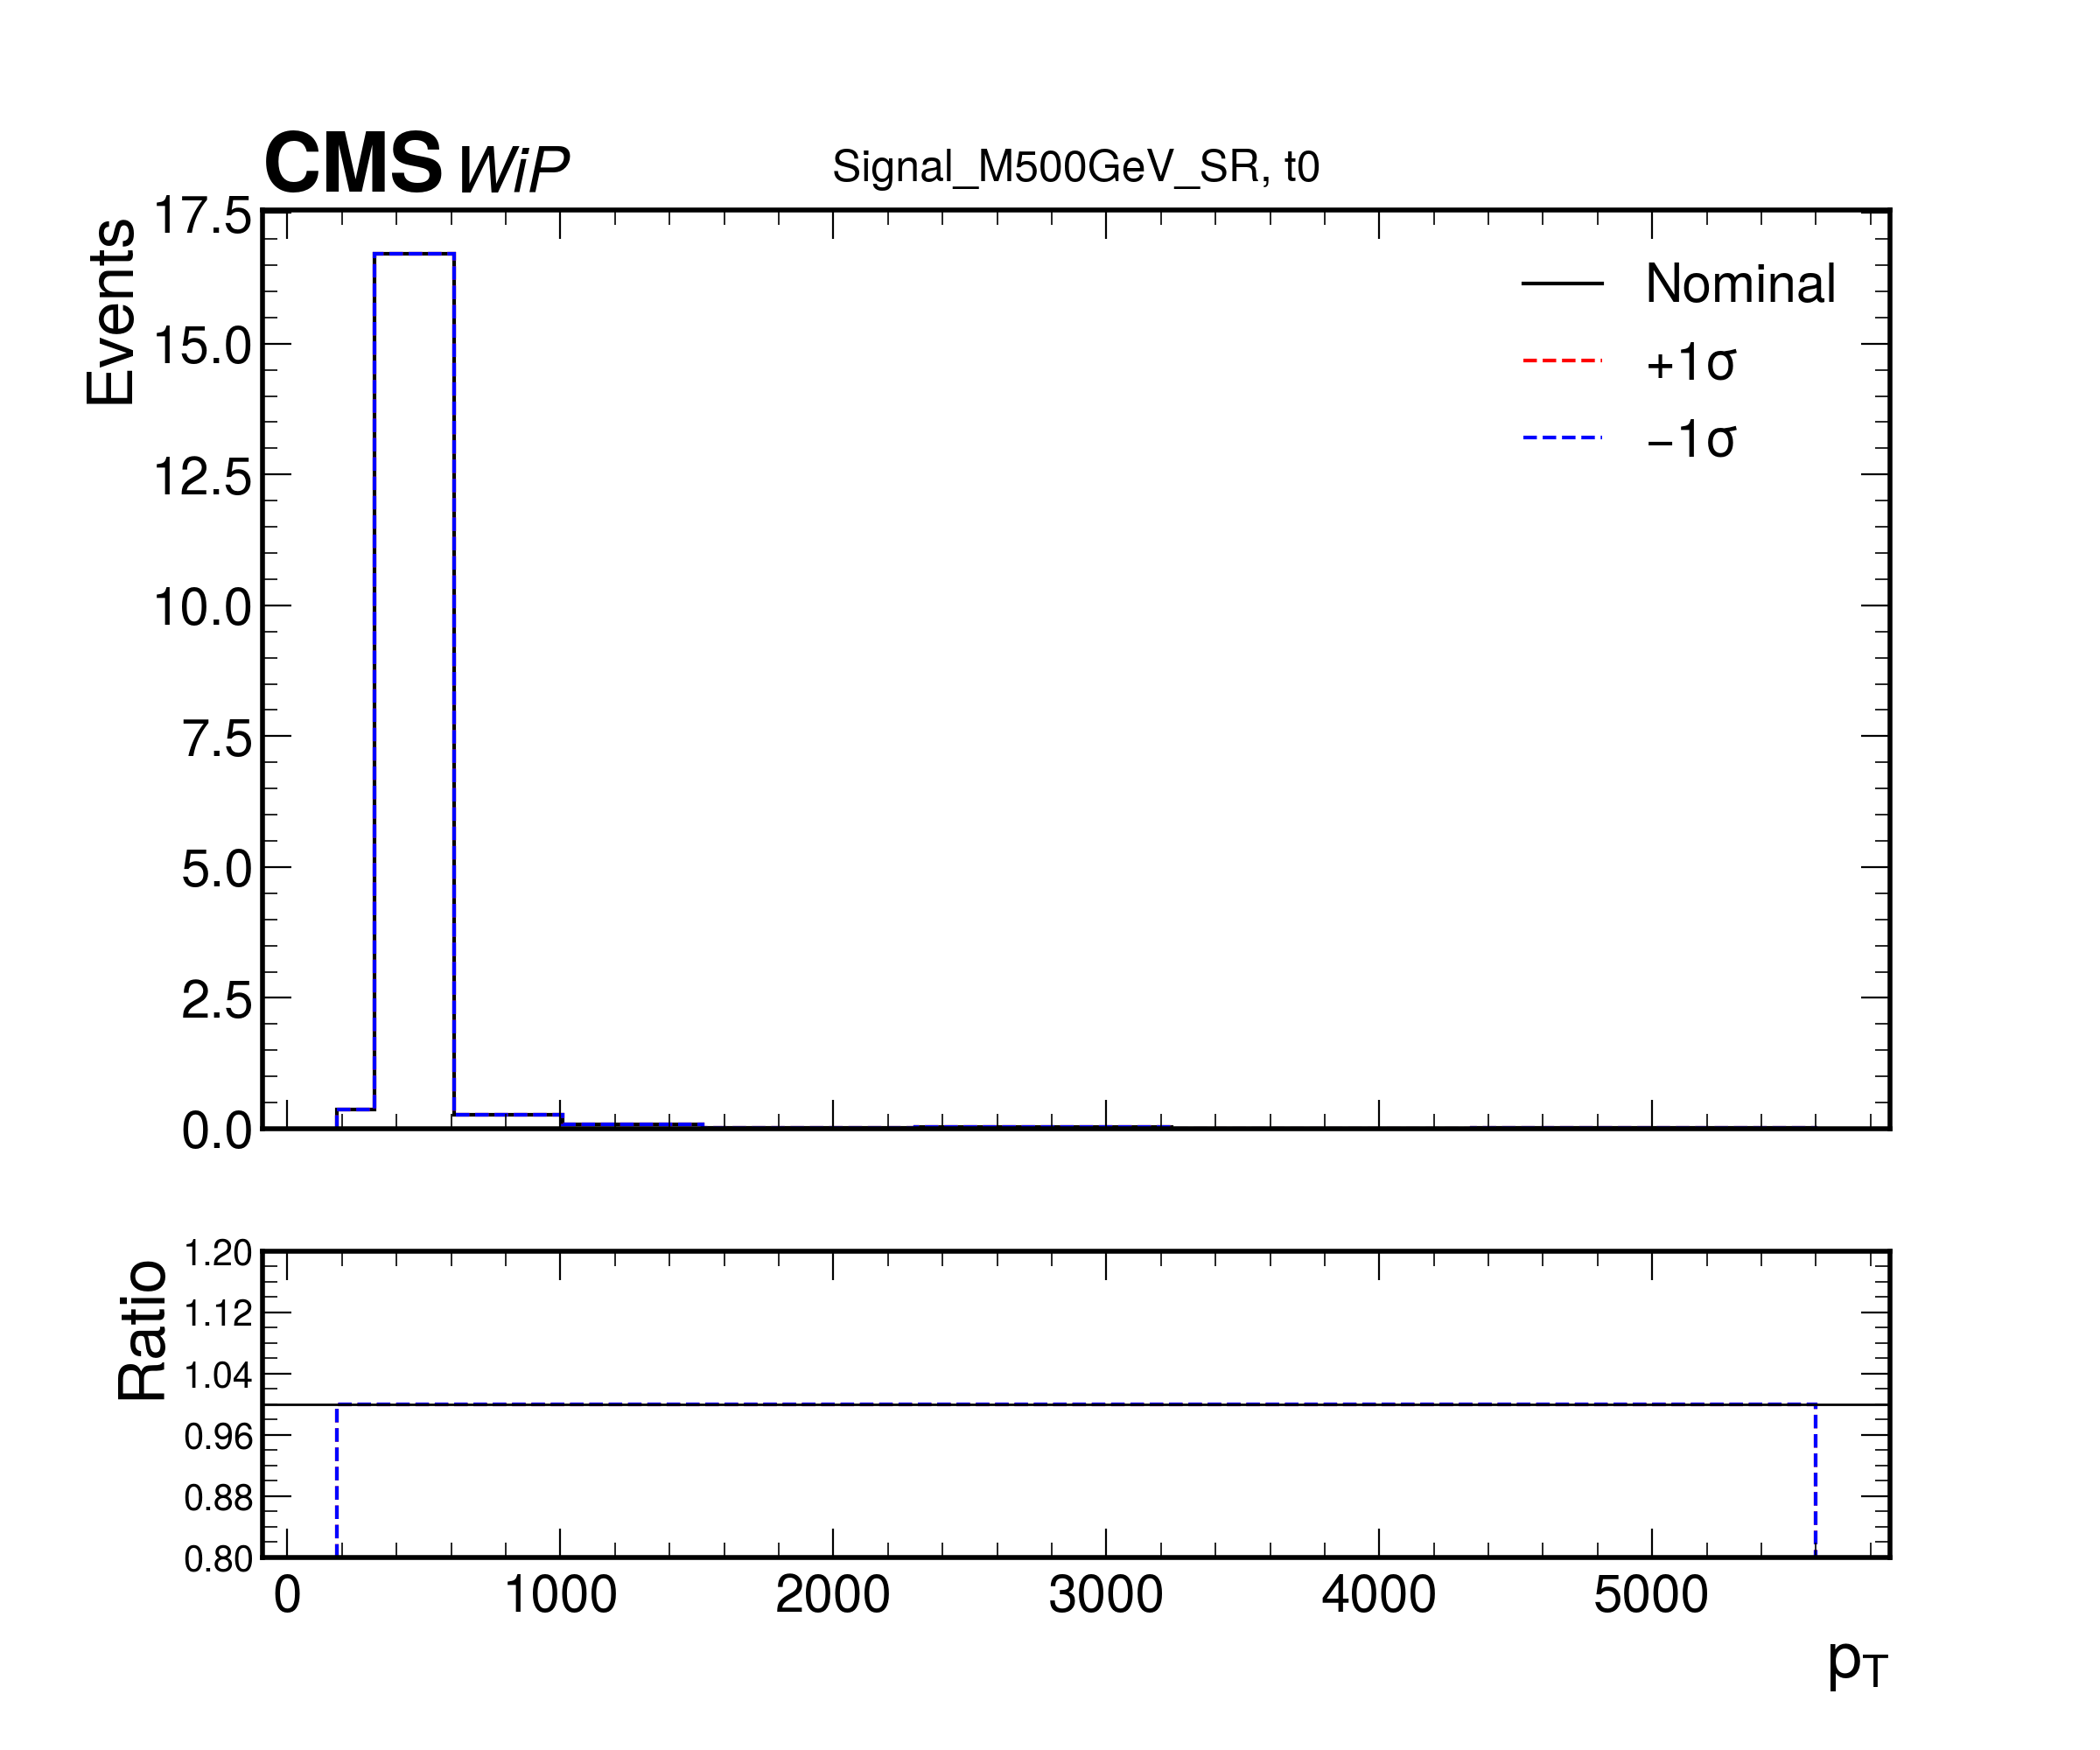 CMS WiP Signal_M500GeV_SR, t0
Events
17.5
15.0
12.5
10.0
7.5
5.0
2.5
0.0
Nominal
+1σ
−1σ
Ratio
1.20
1.12
1.04
0.96
0.88
0.80
0 1000 2000 3000 4000 5000
pT